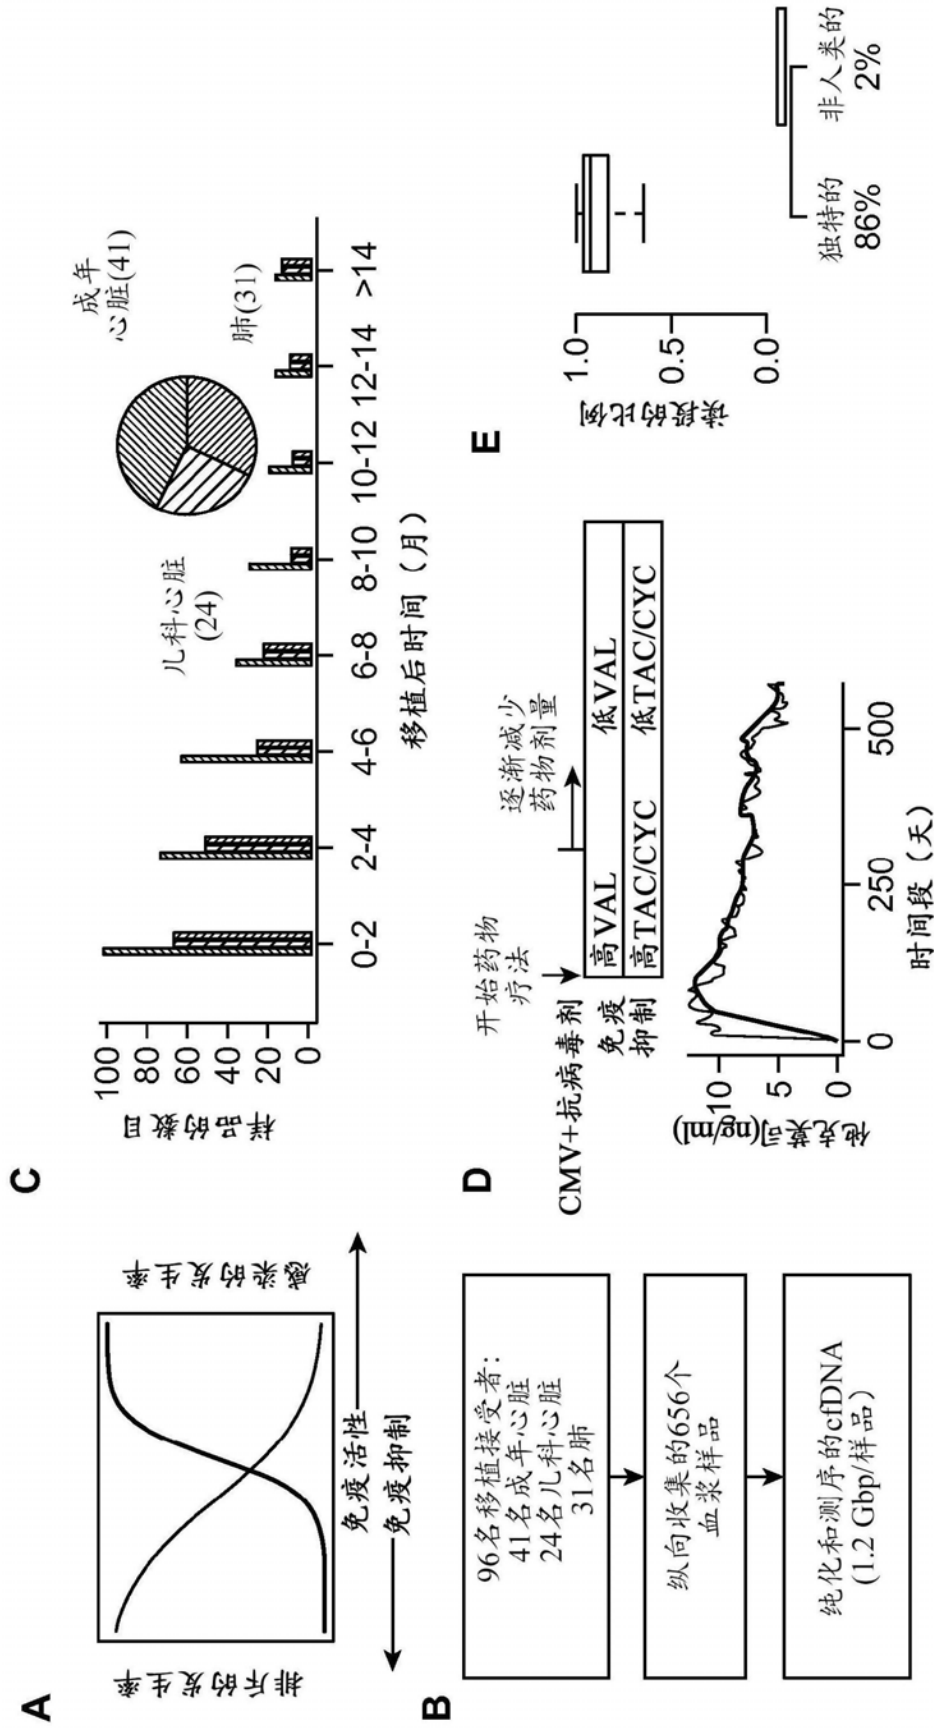 A
排斥的发生率
感染的发生率
免疫活性
免疫抑制
B
96名移植接受者:
41名成年心脏
24名儿科心脏
31名肺
纵向收集的656个
血浆样品
纯化和测序的cfDNA
(1.2 Gbp/样品)
C
样品的数目
100
80
60
40
20
0
0-2
2-4
4-6
6-8
8-10
10-12
12-14
>14
移植后时间（月）
儿科心脏
(24)
成年
心脏(41)
肺(31)
D
开始药物
疗法
逐渐减少
药物剂量
CMV+抗病毒剂
免疫
抑制
高VAL
低VAL
高TAC/CYC
低TAC/CYC
他克莫司(ng/ml)
10
5
0
0
250
500
时间段（天）
E
读段的比例
1.0
0.5
0.0
独特的
86%
非人类的
2%